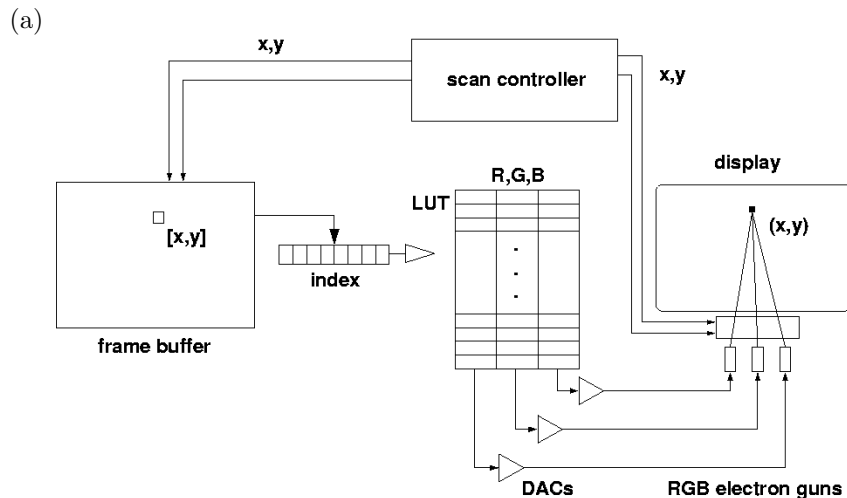 (a)
x,y
scan controller
x,y
display
R,G,B
LUT
[x,y]
(x,y)
index
frame buffer
DACs
RGB electron guns